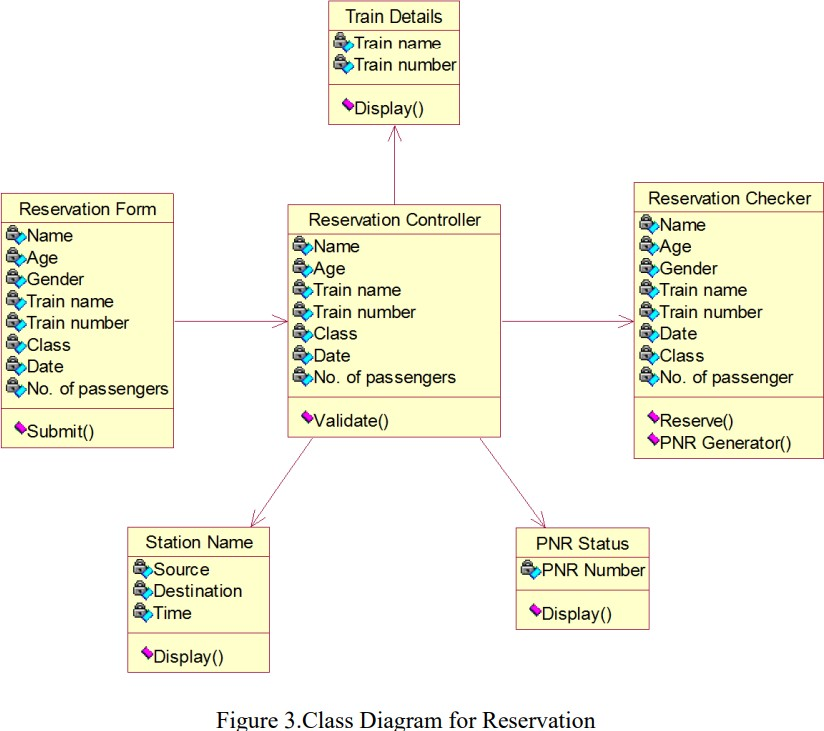 Train Details
Train name
Train number
Display()
Reservation Form
Name
Age
Gender
Train name
Train number
Class
Date
No. of passengers
Submit()
Reservation Controller
Name
Age
Train name
Train number
Class
Date
No. of passengers
Validate()
Reservation Checker
Name
Age
Gender
Train name
Train number
Date
Class
No. of passenger
Reserve()
PNR Generator()
Station Name
Source
Destination
Time
Display()
PNR Status
PNR Number
Display()
Figure 3.Class Diagram for Reservation